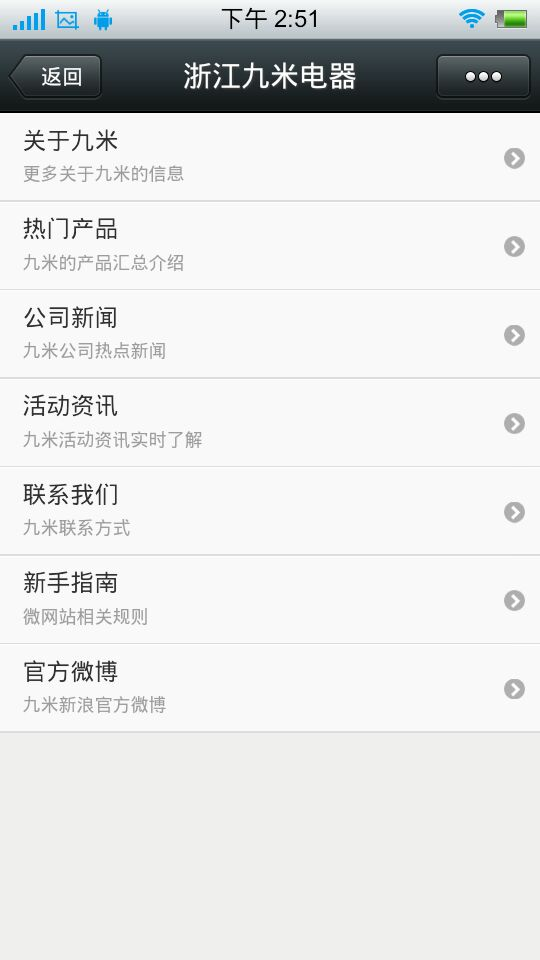 下午 2:51
返回
浙江九米电器
关于九米
更多关于九米的信息
热门产品
九米的产品汇总介绍
公司新闻
九米公司热点新闻
活动资讯
九米活动资讯实时了解
联系我们
九米联系方式
新手指南
微网站相关规则
官方微博
九米新浪官方微博